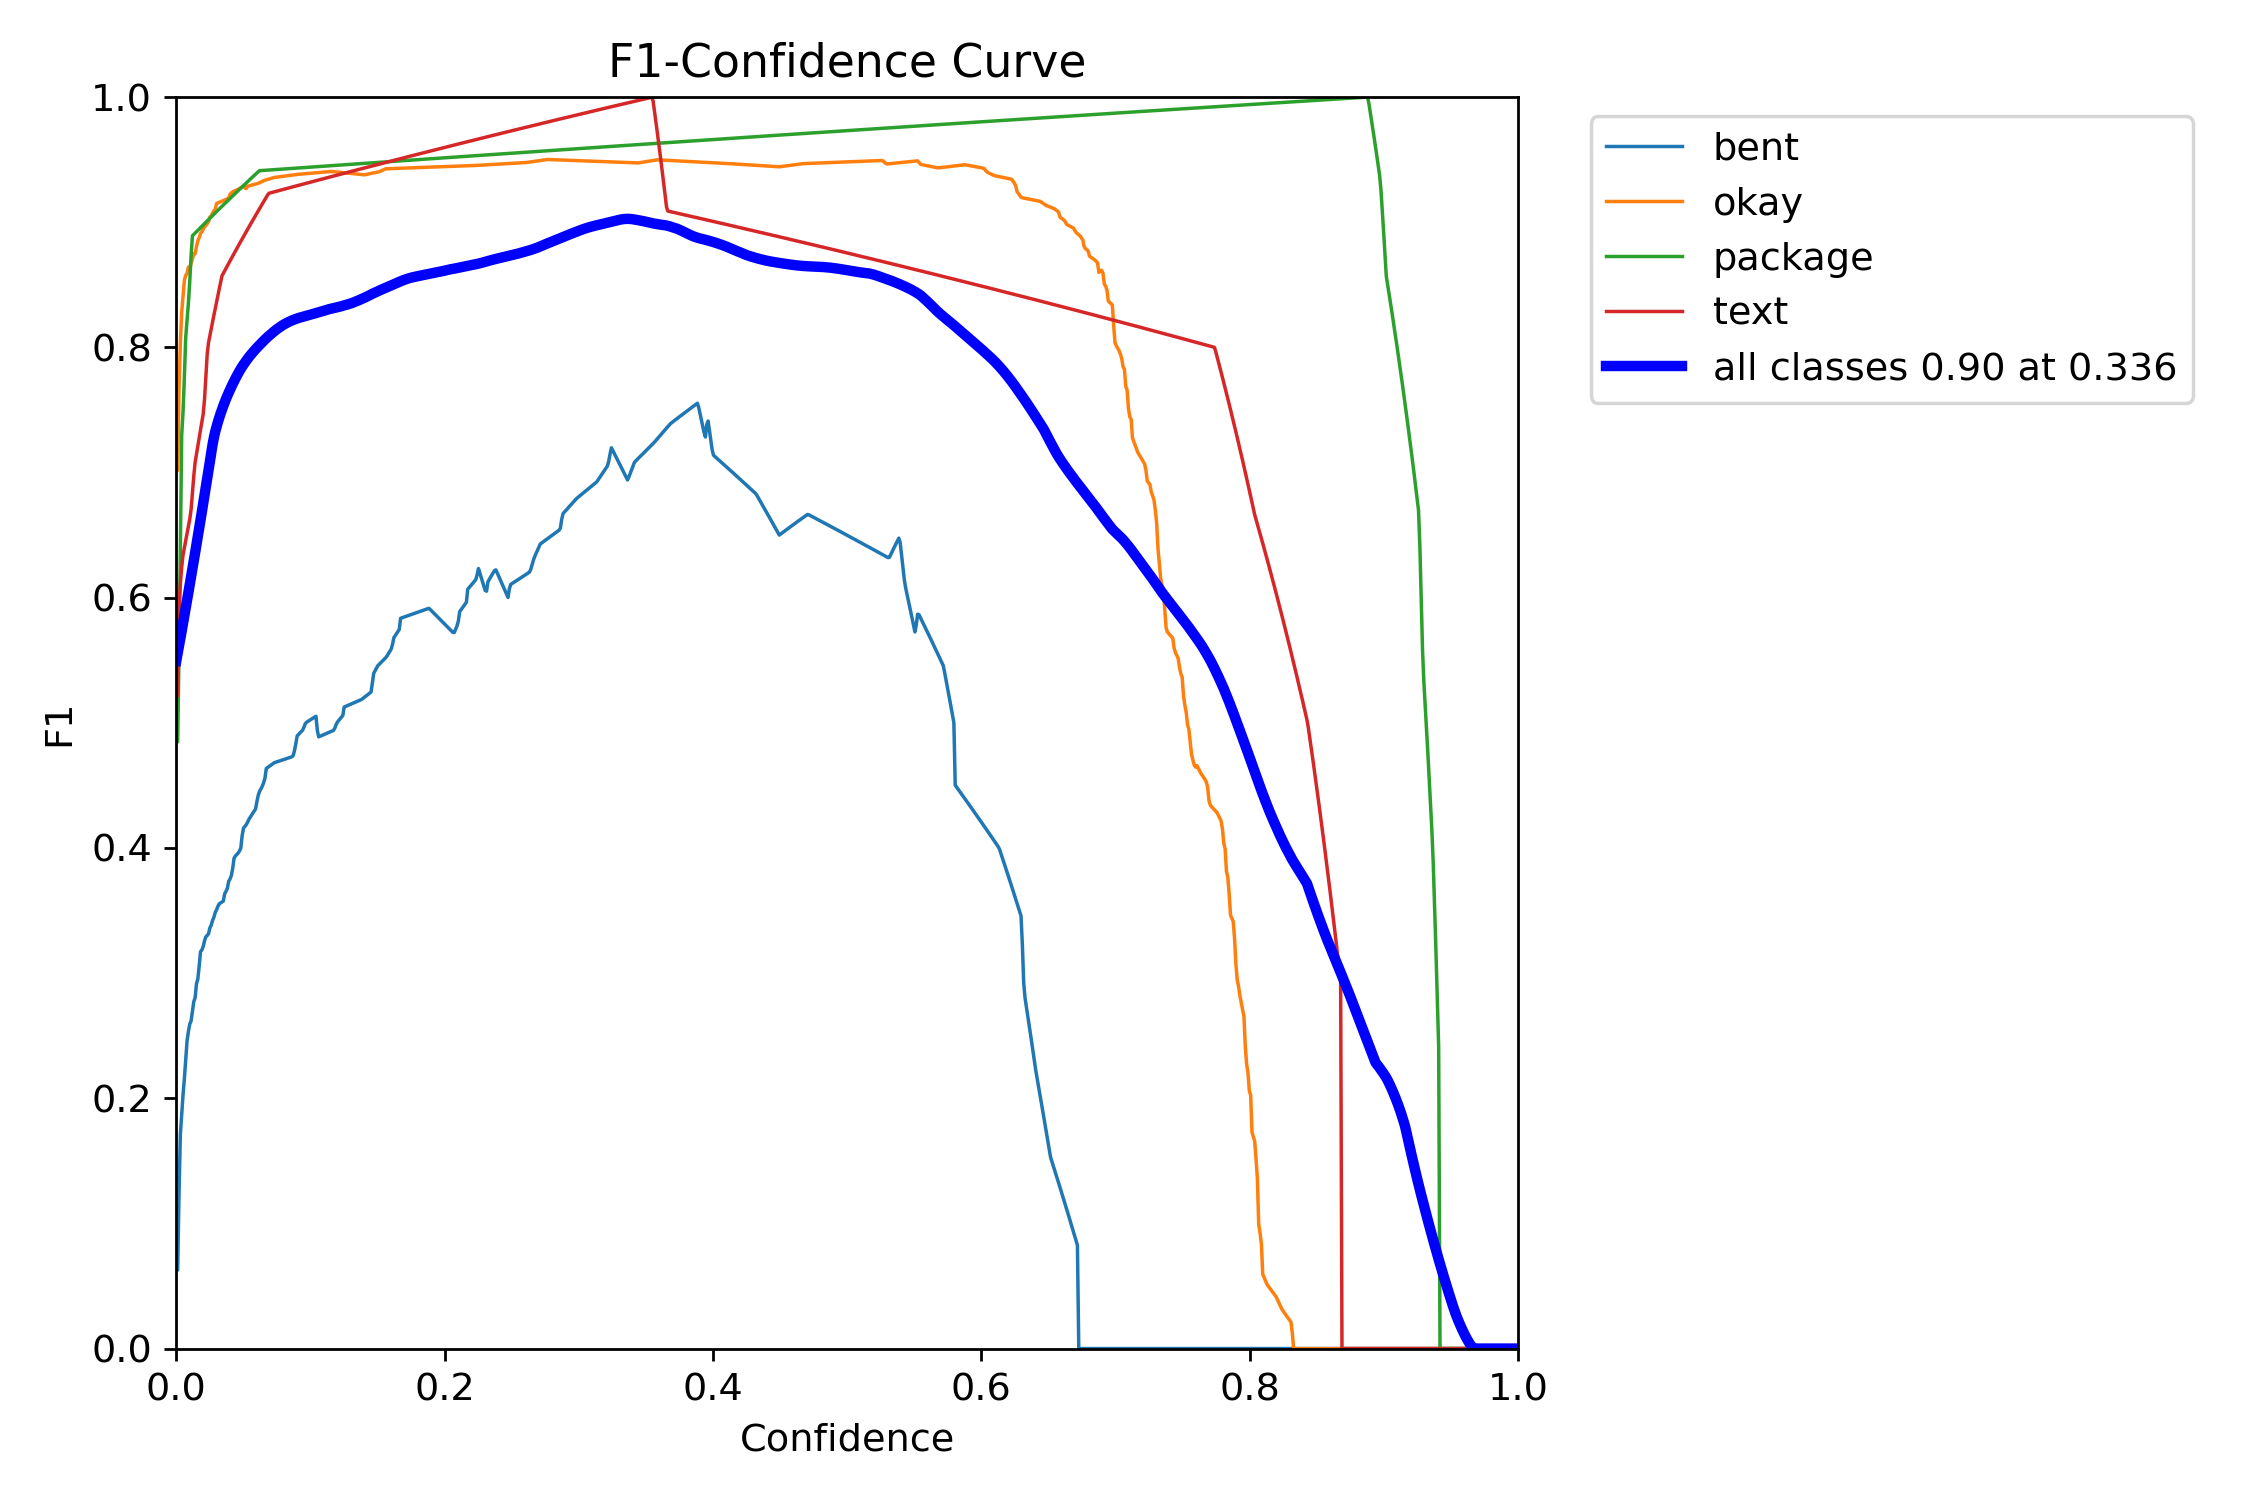 F1-Confidence Curve
1.0
0.8
0.6
0.4
0.2
0.0
F1
0.0 0.2 0.4 0.6 0.8 1.0
Confidence
bent
okay
package
text
all classes 0.90 at 0.336